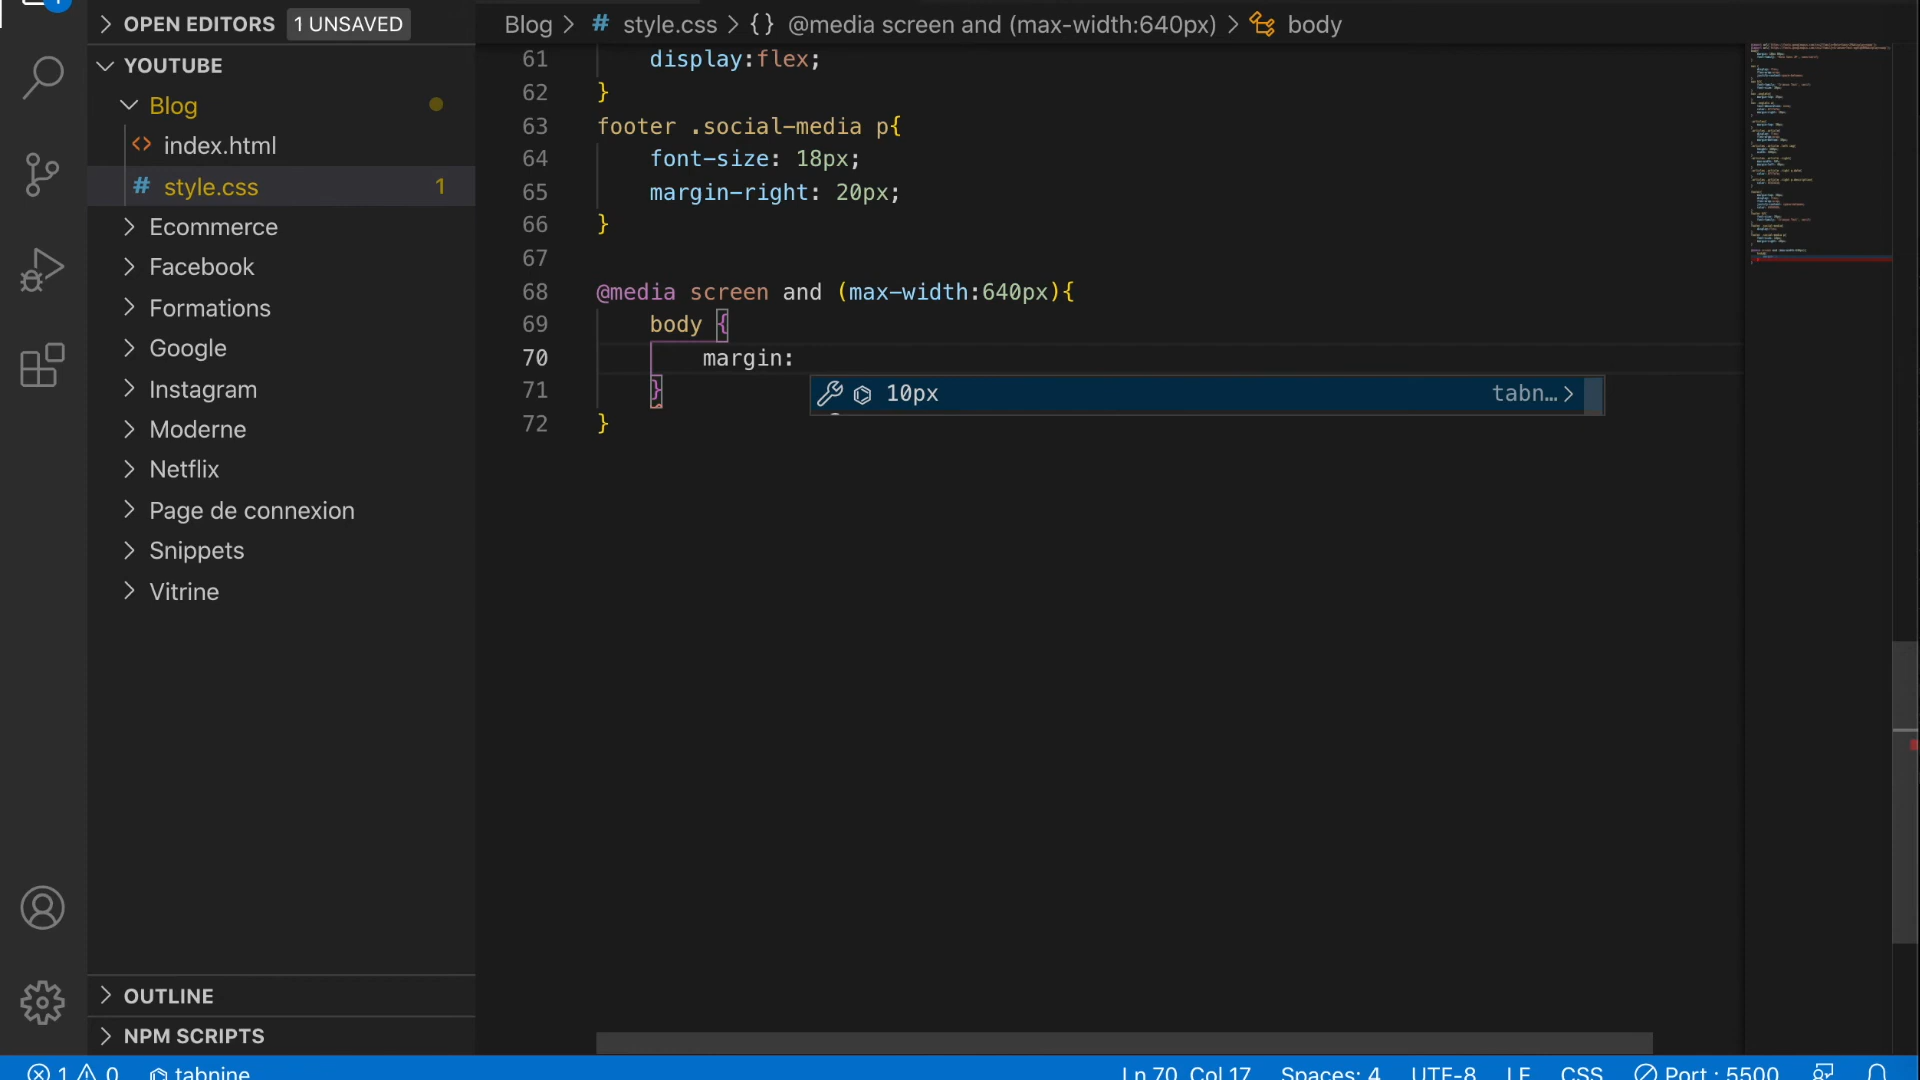 OPEN EDITORS 1 UNSAVED
YOUTUBE
Blog
<> index.html
# style.css 1
Ecommerce
Facebook
Formations
Google
Instagram
Moderne
Netflix
Page de connexion
Snippets
Vitrine
OUTLINE
NPM SCRIPTS
Blog > # style.css > {} @media screen and (max-width:640px) > body
61 display:flex;
62 }
63 footer .social-media p{
64 font-size: 18px;
65 margin-right: 20px;
66 }
67
68 @media screen and (max-width:640px){
69 body {
70 margin:
10px tabn… >
71 }
72 }
1 0 tabnine Ln 70, Col 17 Spaces: 4 UTF-8 LF CSS Port : 5500